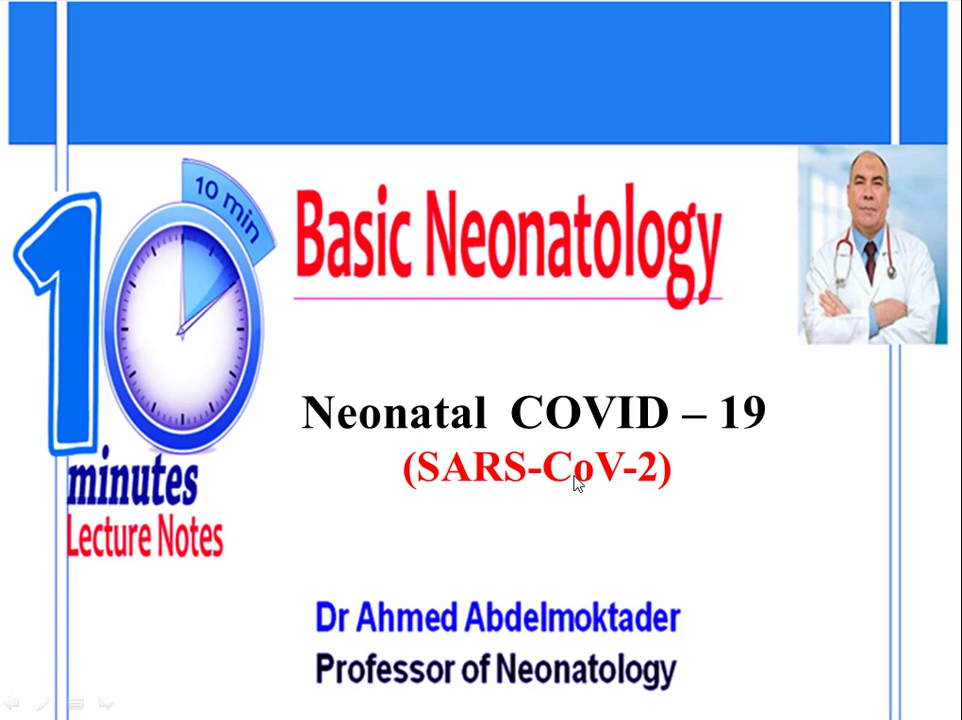 10 min
Basic Neonatology
10
minutes
Lecture Notes
Neonatal COVID – 19
(SARS-CoV-2)
Dr Ahmed Abdelmoktader
Professor of Neonatology